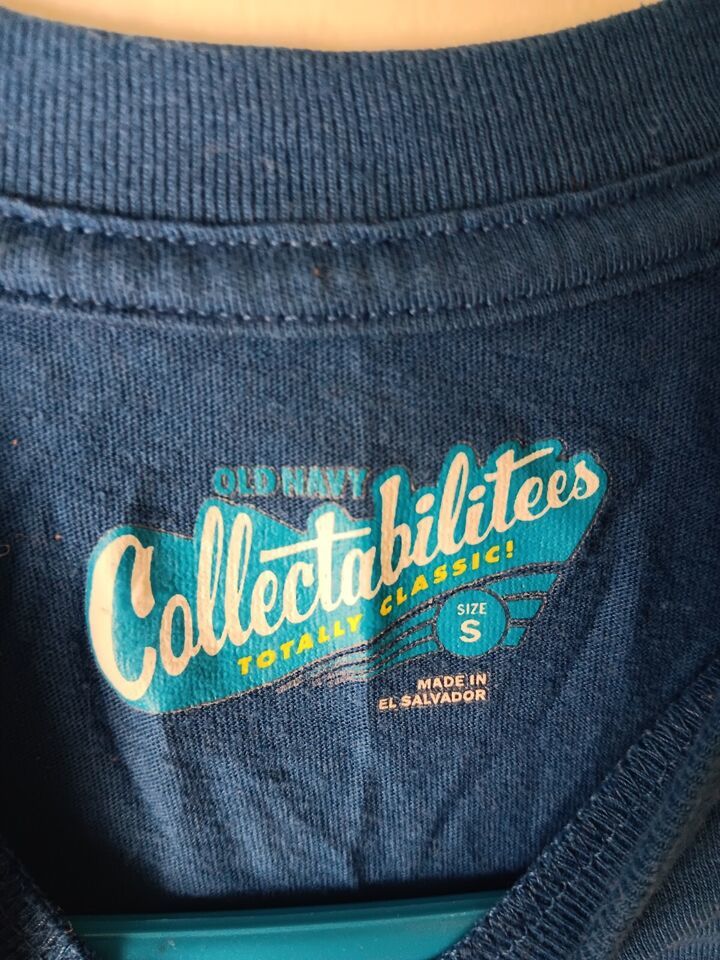 OLD NAVY
Collectabilitees
TOTALLY CLASSIC!
SIZE
S
MADE IN
EL SALVADOR